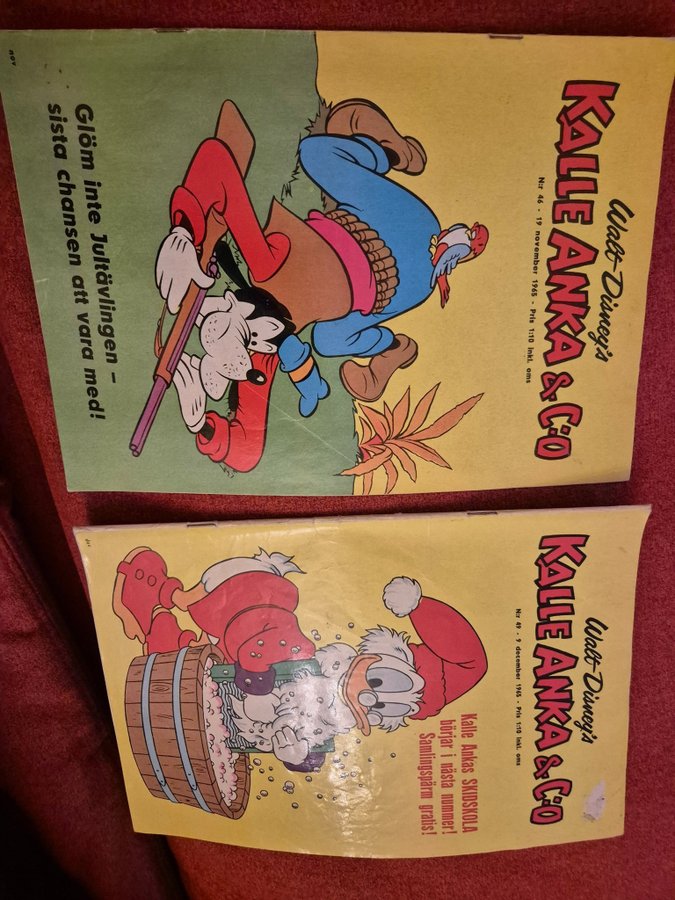 Walt Disney's
KALLE ANKA & C:O
N:r 46 - 19 november 1965 - Pris 1:10 inkl. oms
Glöm inte Jultävlingen –
sista chansen att vara med!
nov
Walt Disney's
KALLE ANKA & C:O
N:r 49 - 9 december 1965 - Pris 1:10 inkl. oms
Kalle Ankas SKIDSKOLA
börjar i nästa nummer!
Samlingspärm gratis!